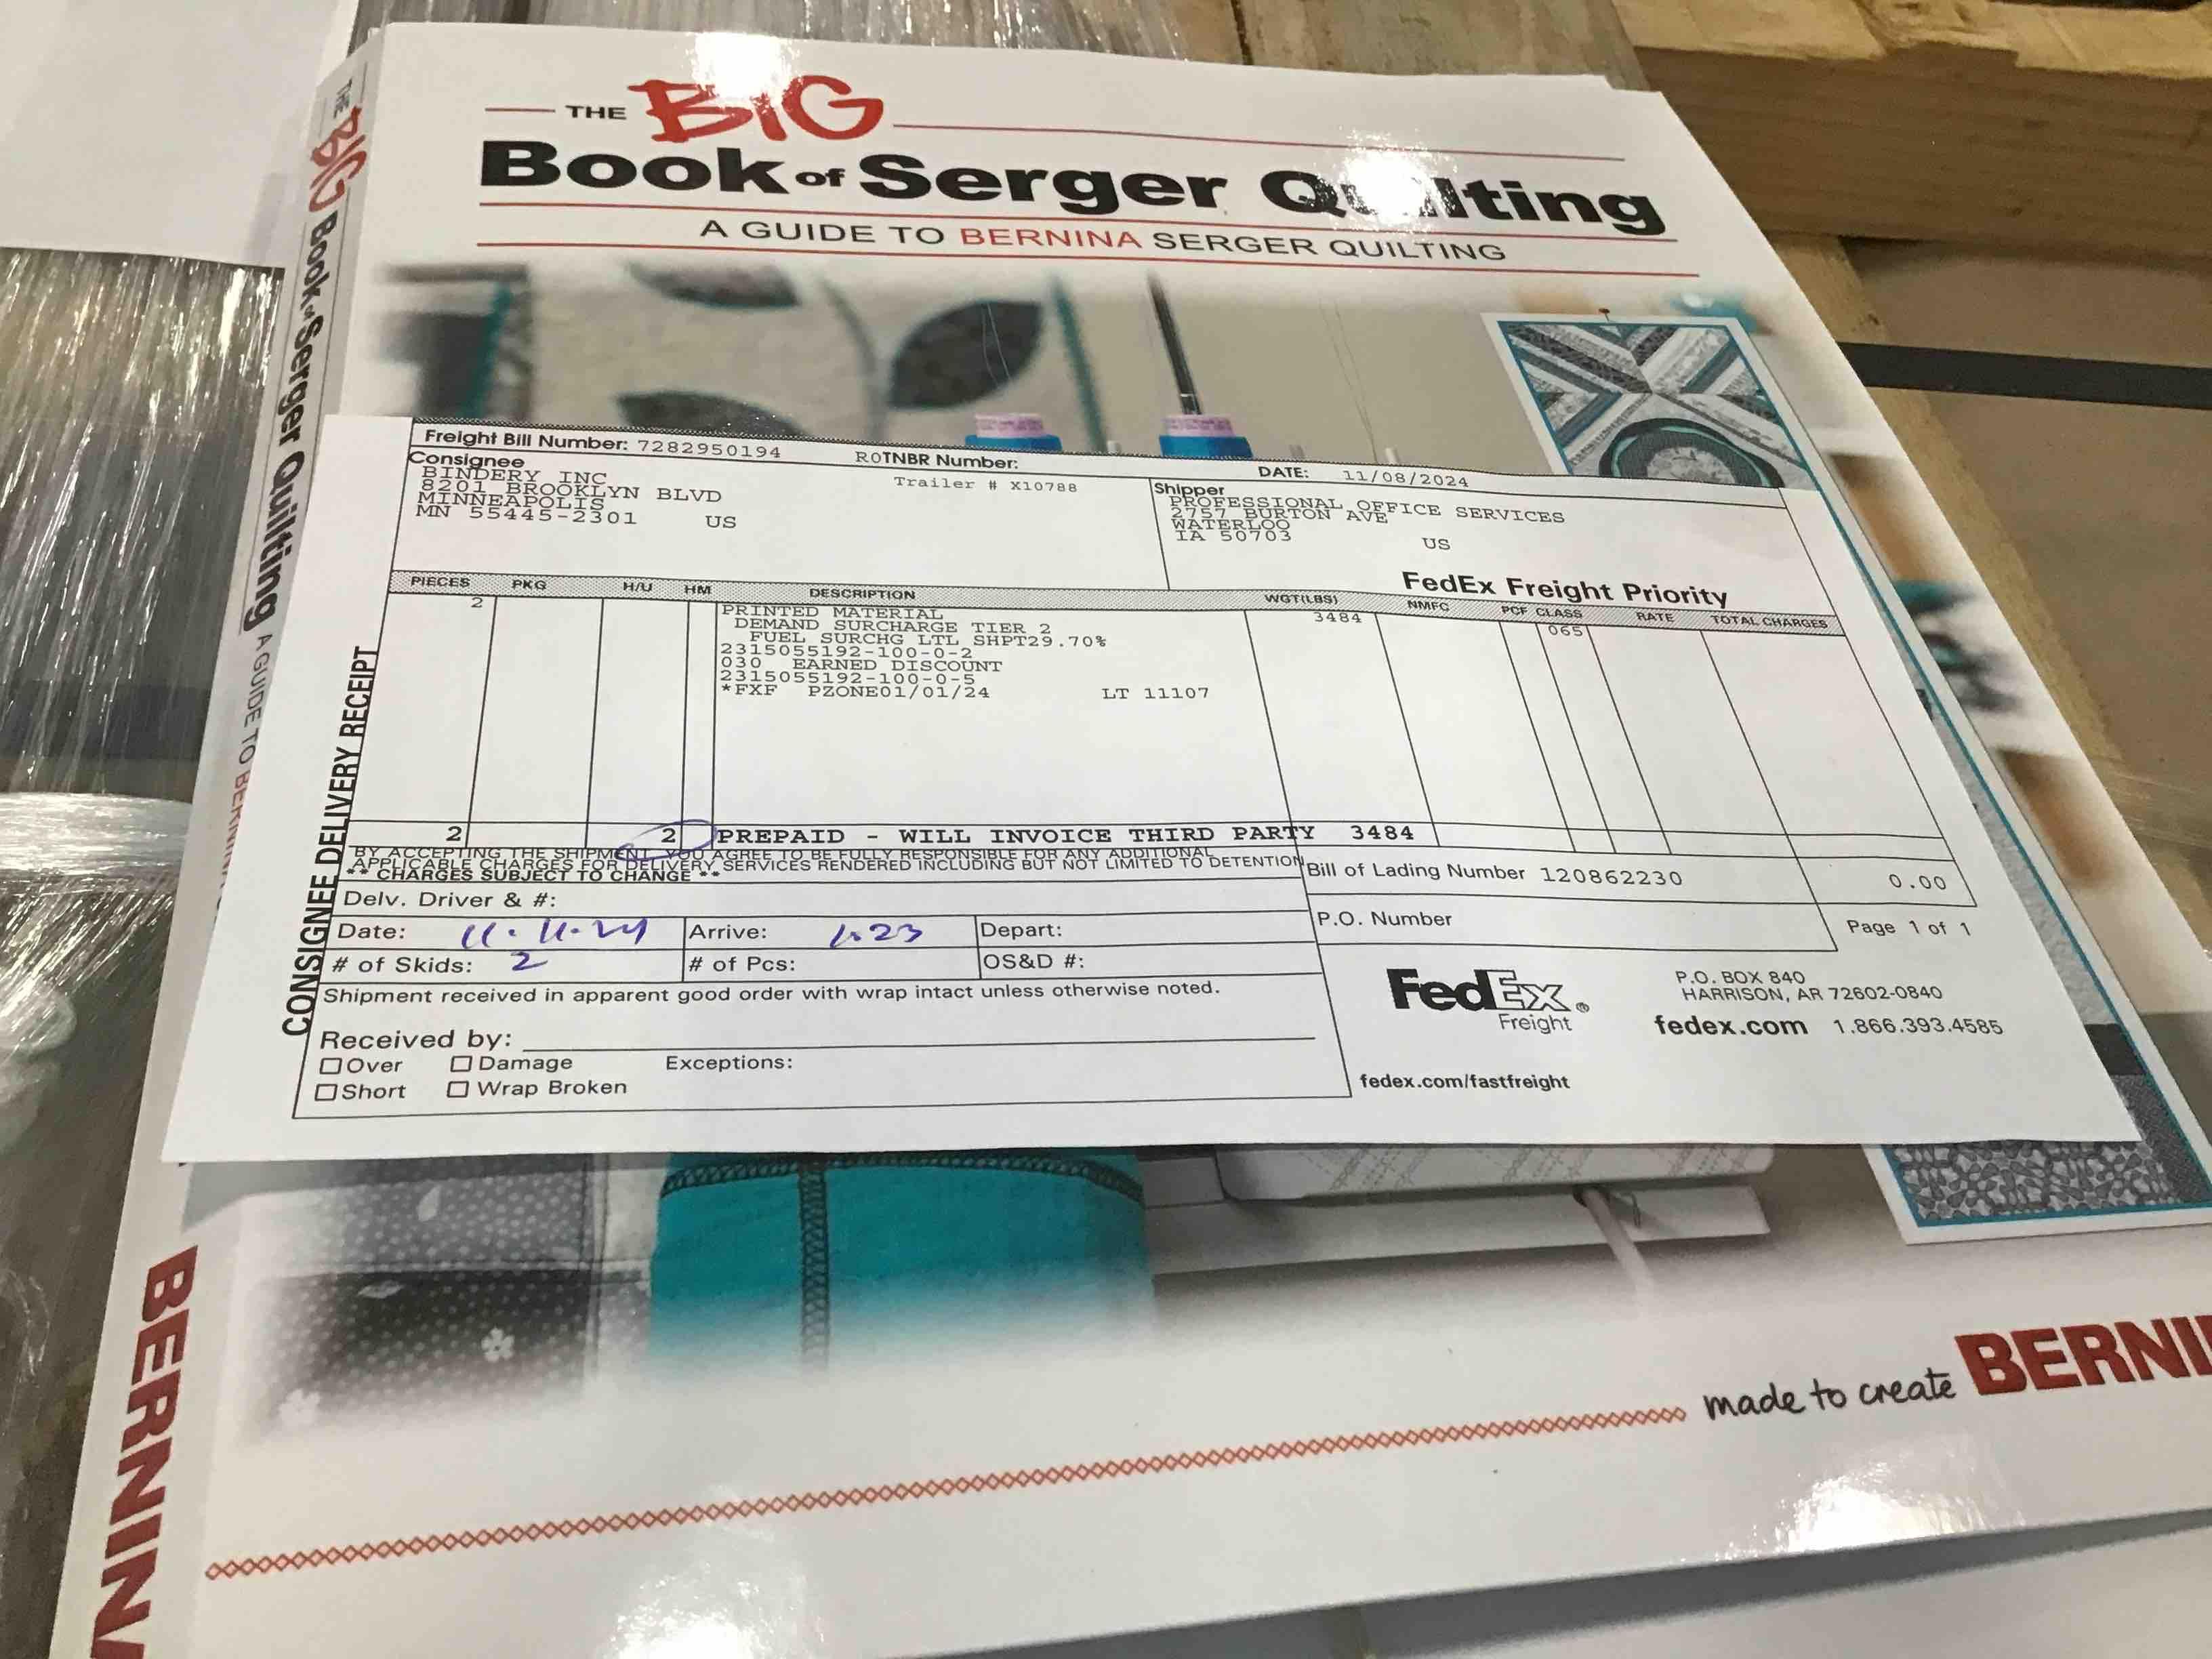 THE BIG
Book of Serger Quilting
A GUIDE TO BERNINA SERGER QUILTING
THE BIG Book of Serger Quilting A GUIDE TO BERNINA
BERNINA
Freight Bill Number: 7282950194
ROTNBR Number:
DATE: 11/08/2024
Consignee
BINDERY INC
8201 BROOKLYN BLVD
MINNEAPOLIS
MN 55445-2301 US
Trailer # X10788
Shipper
PROFESSIONAL OFFICE SERVICES
2757 BURTON AVE
WATERLOO
IA 50703 US
FedEx Freight Priority
PIECES PKG H/U HM DESCRIPTION WGT(LBS) NMFC PCF CLASS RATE TOTAL CHARGES
2 PRINTED MATERIAL 3484 065
DEMAND SURCHARGE TIER 2
FUEL SURCHG LTL SHPT29.70%
2315055192-100-0-2
030 EARNED DISCOUNT
2315055192-100-0-5
*FXF PZONE01/01/24 LT 11107
2 2 PREPAID - WILL INVOICE THIRD PARTY 3484
BY ACCEPTING THE SHIPMENT, YOU AGREE TO BE FULLY RESPONSIBLE FOR ANY ADDITIONAL
APPLICABLE CHARGES FOR DELIVERY SERVICES RENDERED INCLUDING BUT NOT LIMITED TO DETENTION
** CHARGES SUBJECT TO CHANGE **
Bill of Lading Number 120862230
0.00
Delv. Driver & #:
Date: 11.11.24 Arrive: 1.23 Depart:
P.O. Number
Page 1 of 1
# of Skids: 2 # of Pcs: OS&D #:
Shipment received in apparent good order with wrap intact unless otherwise noted.
Received by:
Over Damage Exceptions:
Short Wrap Broken
CONSIGNEE DELIVERY RECEIPT
FedEx®
Freight
P.O. BOX 840
HARRISON, AR 72602-0840
fedex.com 1.866.393.4585
fedex.com/fastfreight
made to create BERNI